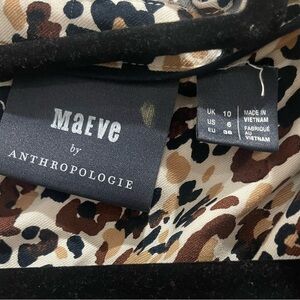 MAEVE
by
ANTHROPOLOGIE
UK 10
US 6
EU 38
MADE IN
VIETNAM
FABRIQUÉ
AU
VIETNAM